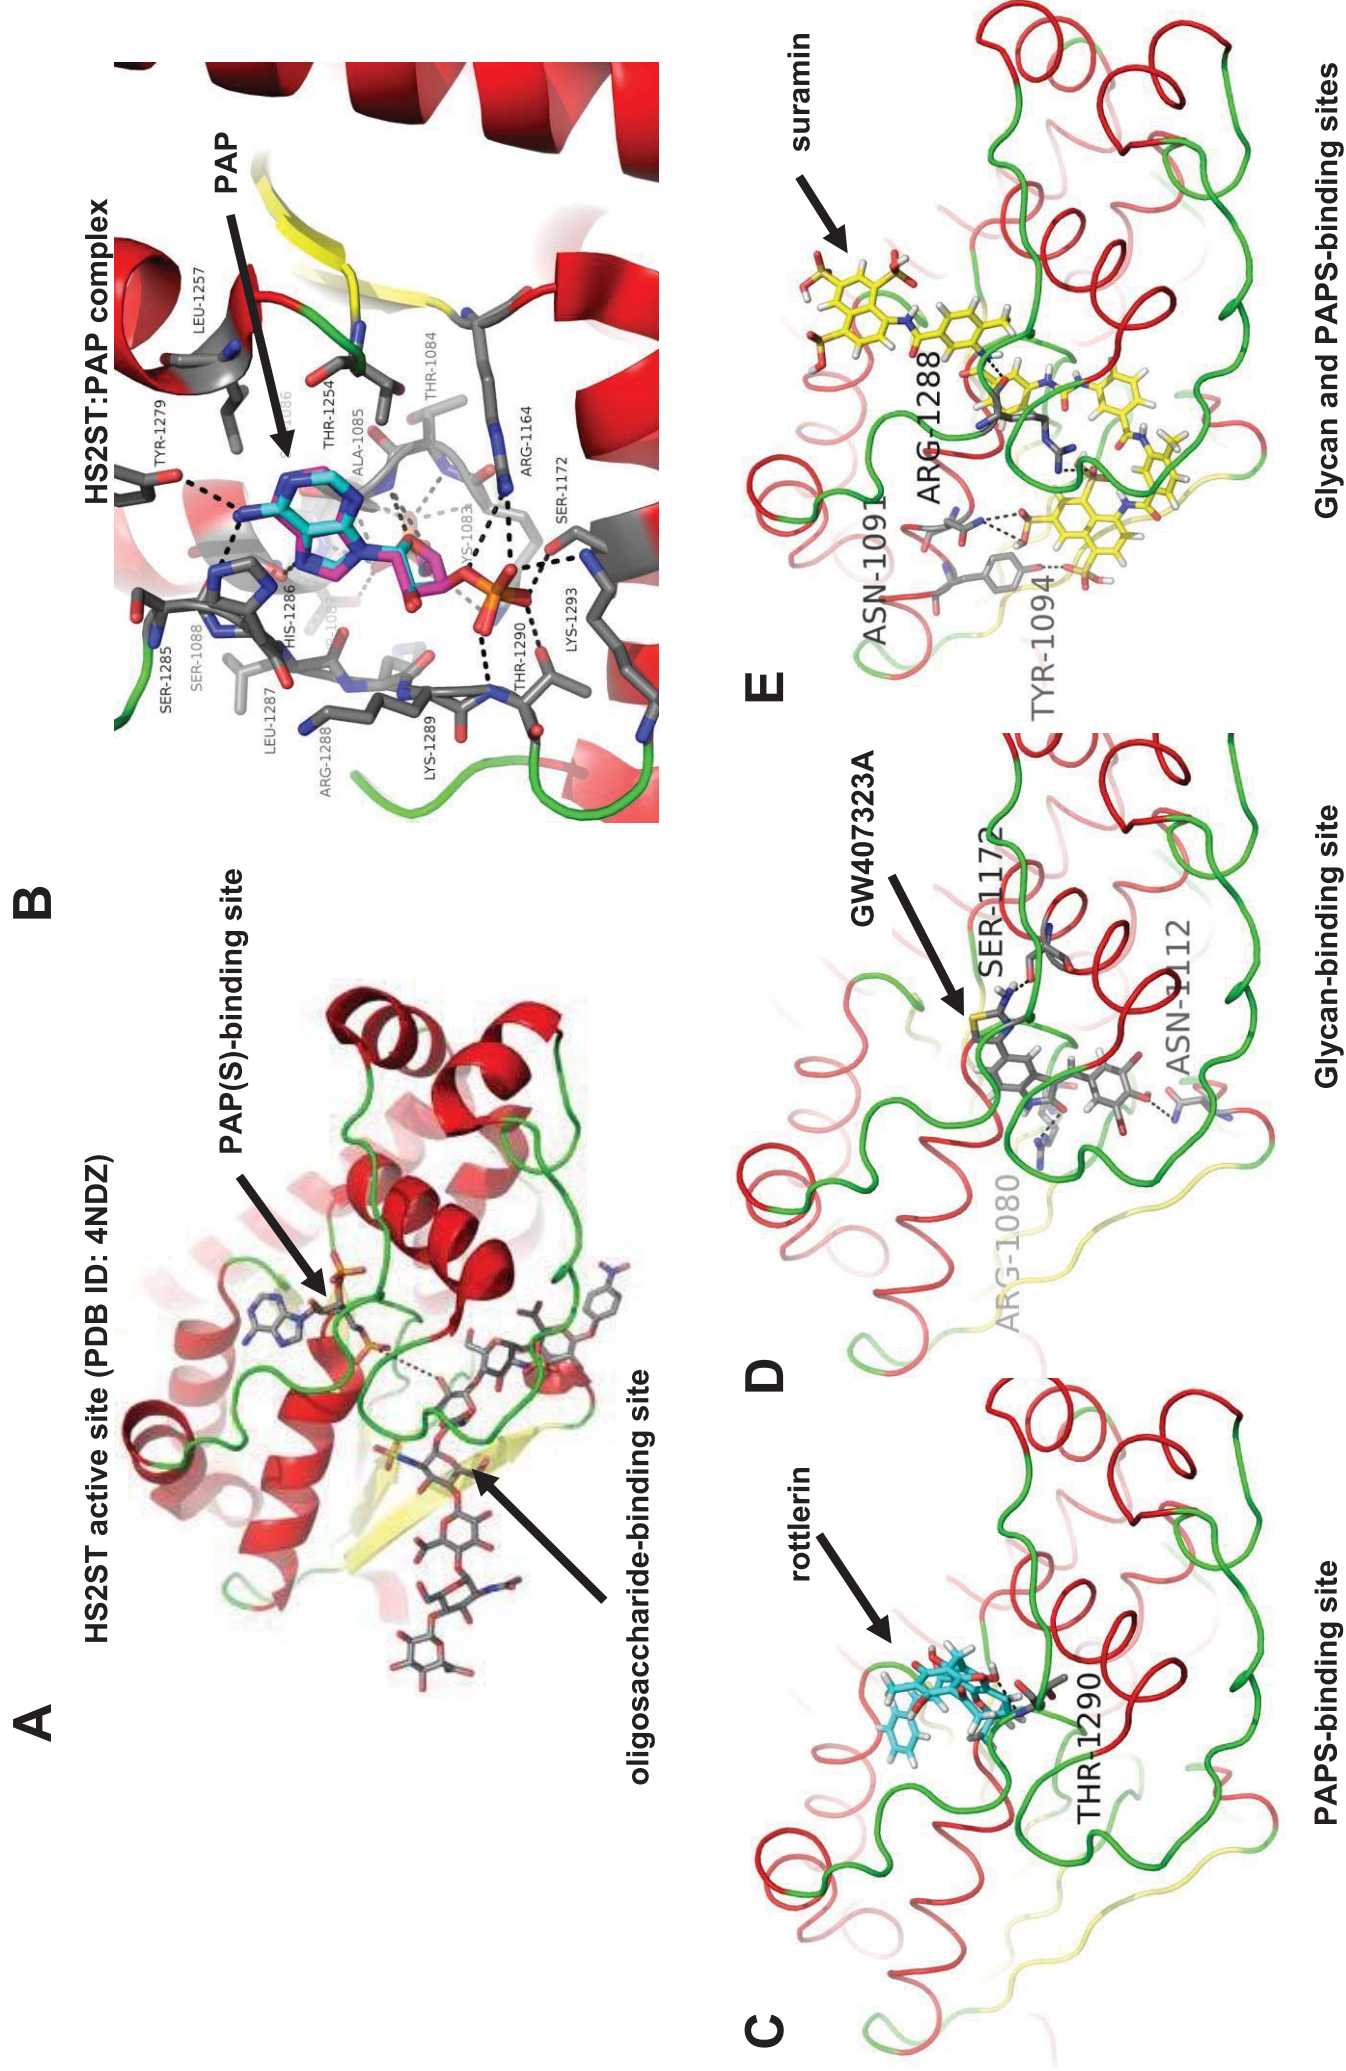 A
HS2ST active site (PDB ID: 4NDZ)
PAP(S)-binding site
oligosaccharide-binding site
B
HS2ST:PAP complex
PAP
TYR-1279
LEU-1257
SER-1285
SER-1088
HIS-1286
THR-1254
ALA-1085
THR-1084
LEU-1287
ARG-1288
LYS-1289
YS-1083
ARG-1164
SER-1172
THR-1290
LYS-1293
C
rottlerin
THR-1290
PAPS-binding site
D
GW407323A
SER-1172
ARG-1080
ASN-1112
Glycan-binding site
E
suramin
ASN-1091
ARG-1288
TYR-1094
Glycan and PAPS-binding sites